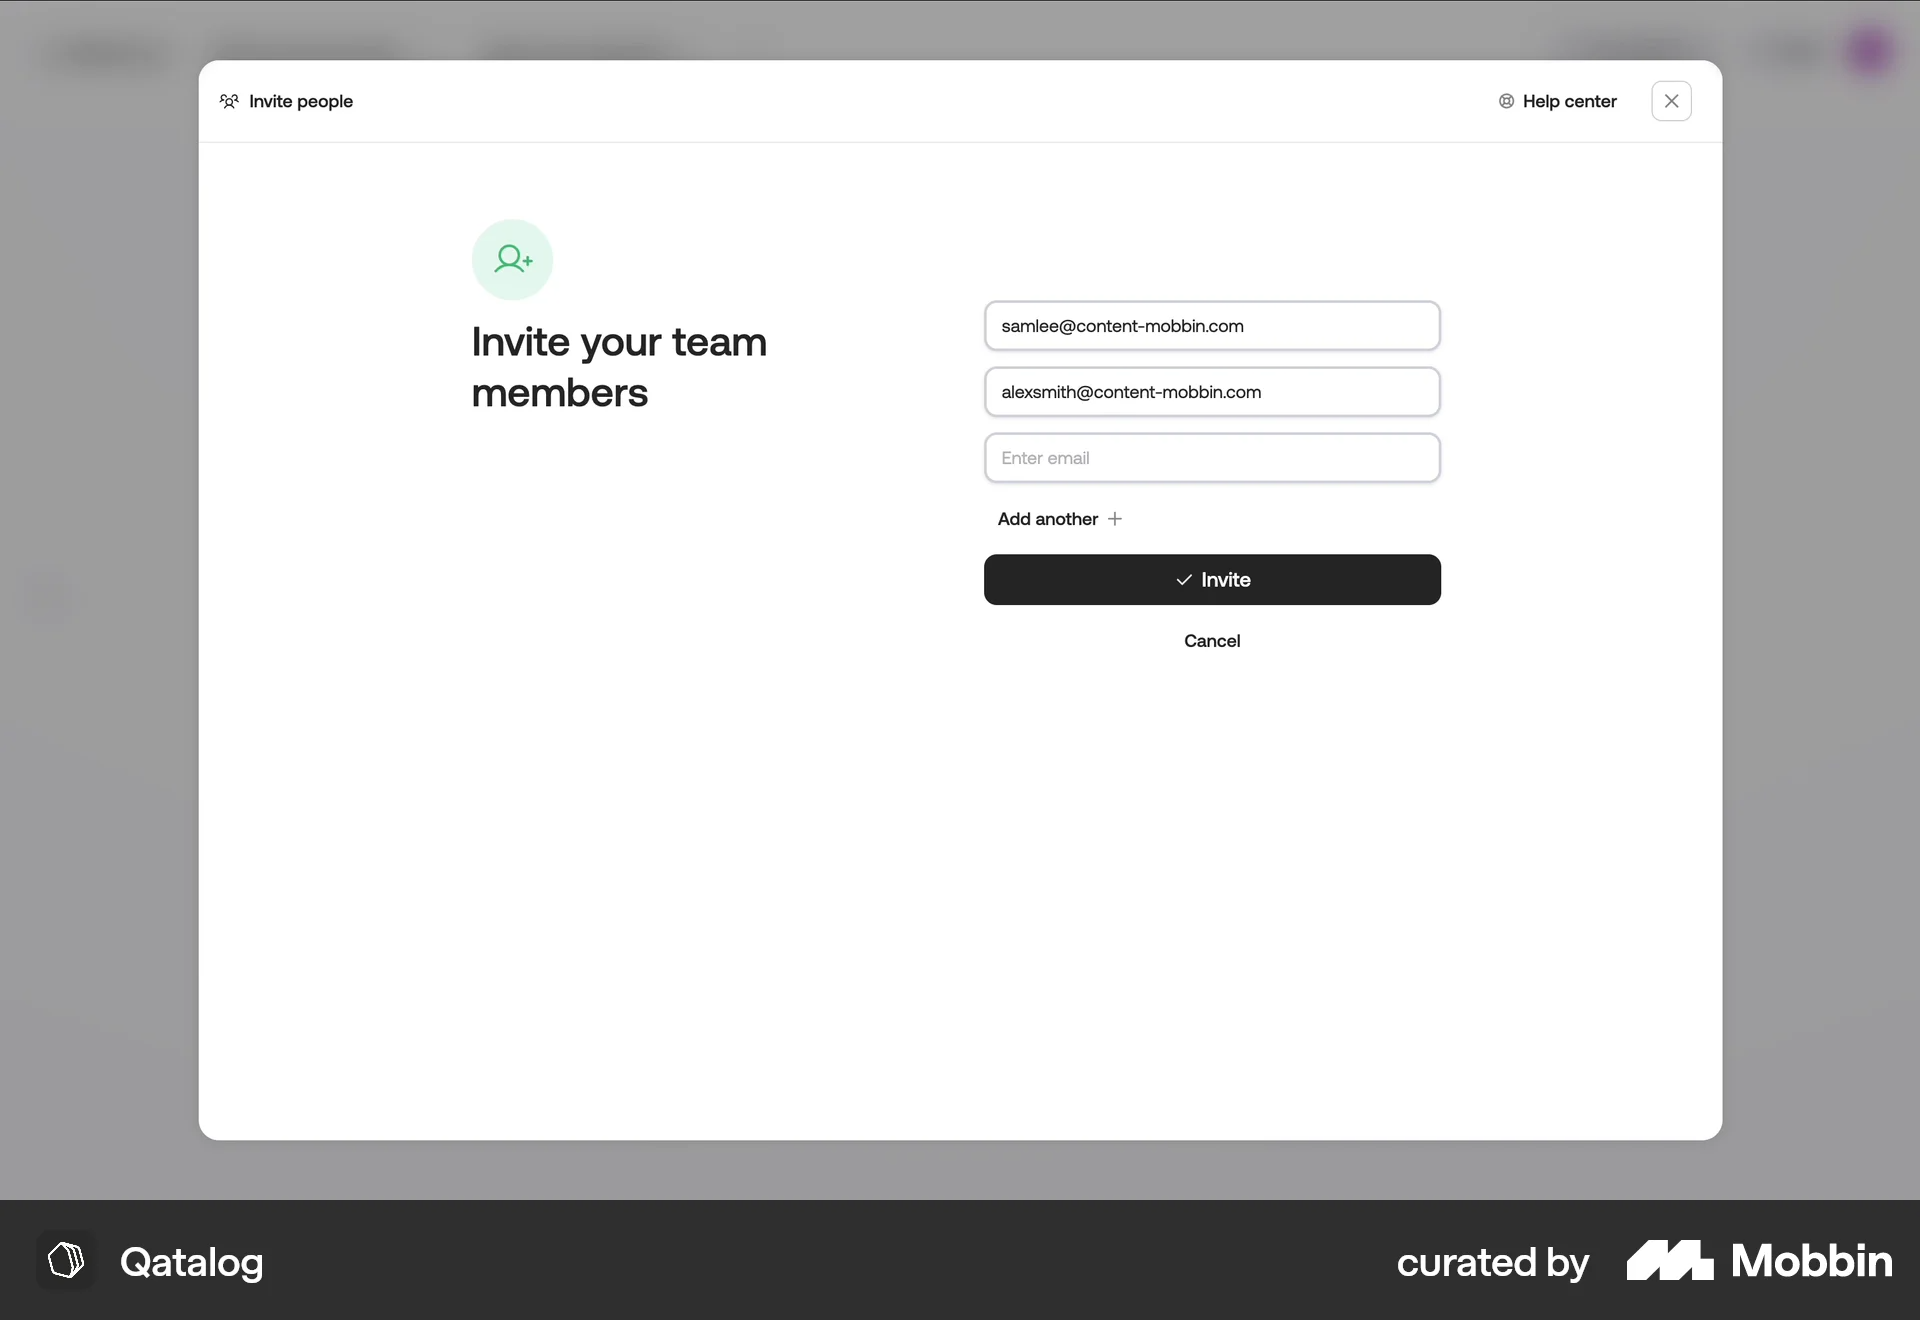 Invite people
Help center
Invite your team
members
samlee@content-mobbin.com
alexsmith@content-mobbin.com
Enter email
Add another
Invite
Cancel
Qatalog
curated by
Mobbin